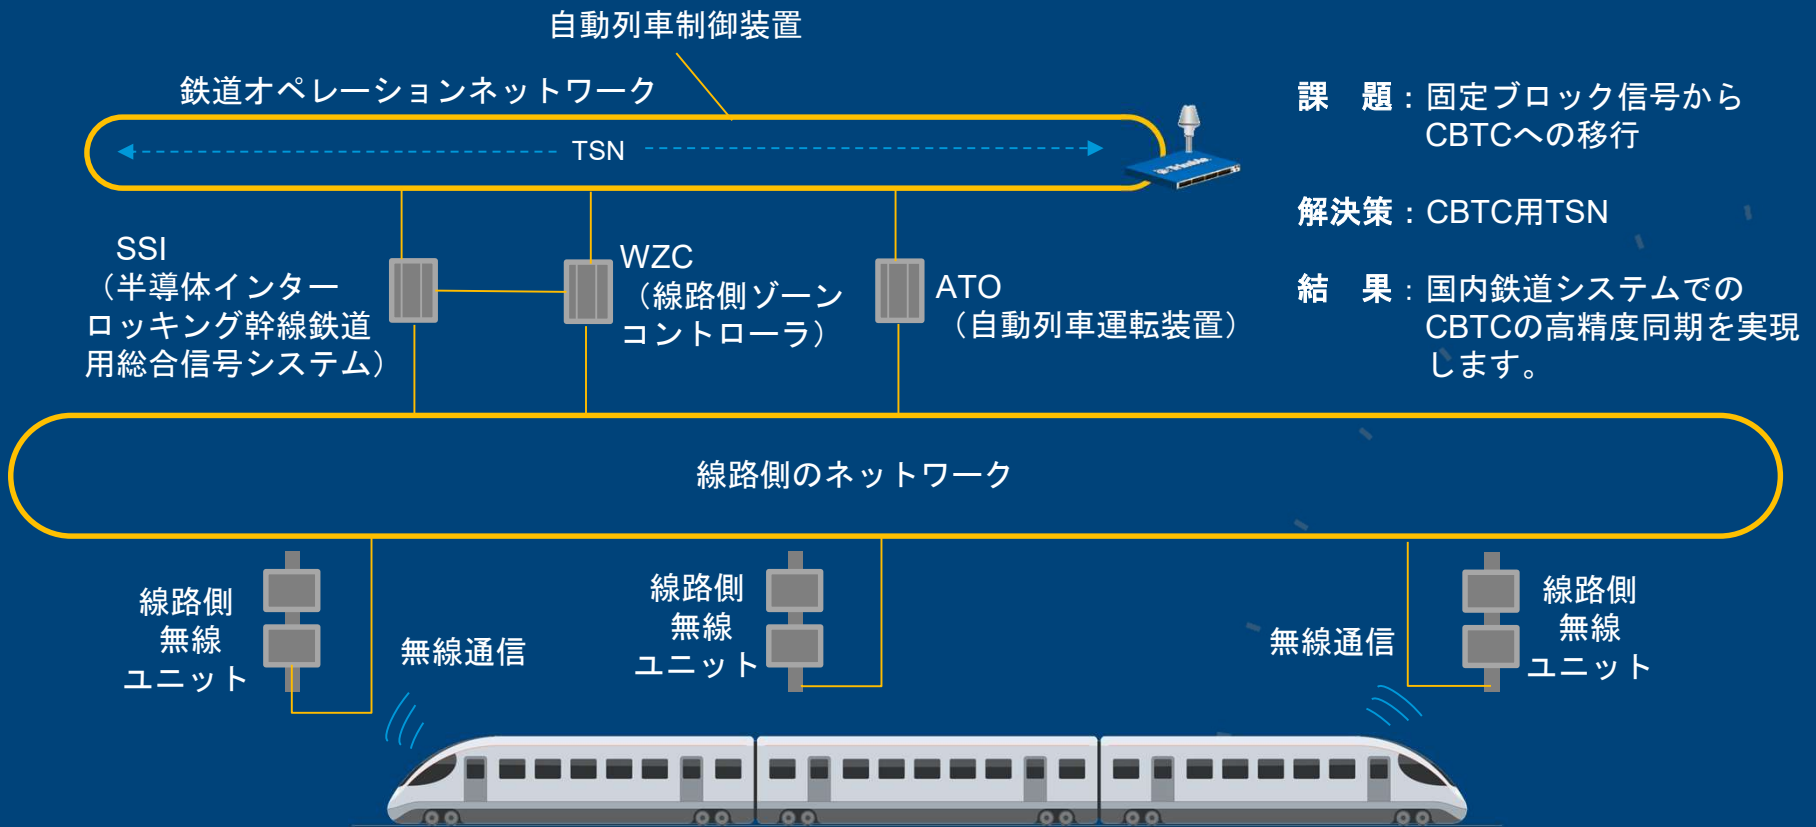 自動列車制御装置
鉄道オペレーションネットワーク
TSN
課　題：固定ブロック信号から
CBTCへの移行
解決策：CBTC用TSN
結　果：国内鉄道システムでの
CBTCの高精度同期を実現
します。
SSI
（半導体インター
ロッキング幹線鉄道
用総合信号システム）
WZC
（線路側ゾーン
コントローラ）
ATO
（自動列車運転装置）
線路側のネットワーク
線路側
無線
ユニット
無線通信
線路側
無線
ユニット
無線通信
線路側
無線
ユニット